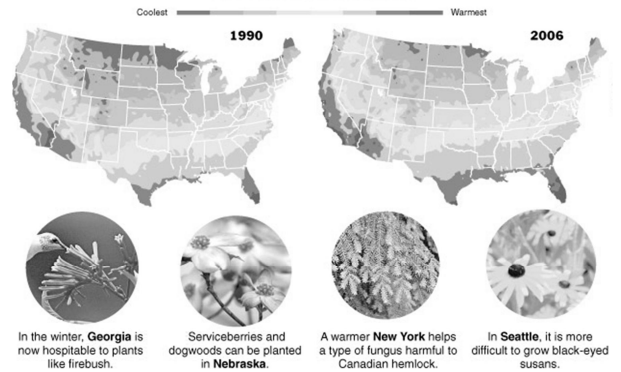 Coolest Warmest
1990
2006
In the winter, Georgia is
now hospitable to plants
like firebush.
Serviceberries and
dogwoods can be planted
in Nebraska.
A warmer New York helps
a type of fungus harmful to
Canadian hemlock.
In Seattle, it is more
difficult to grow black-eyed
susans.